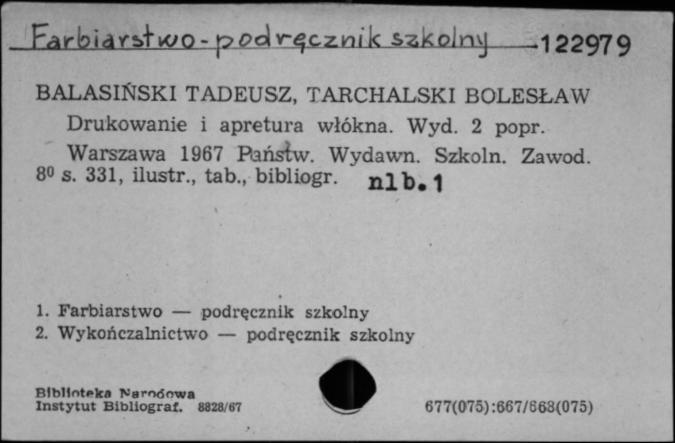 Farbiarstwo - podręcznik szkolny 122979
BALASIŃSKI TADEUSZ, TARCHALSKI BOLESŁAW
Drukowanie i apretura włókna. Wyd. 2 popr.
Warszawa 1967 Państw. Wydawn. Szkoln. Zawod.
8⁰ s. 331, ilustr., tab., bibliogr. nlb. 1
1. Farbiarstwo — podręcznik szkolny
2. Wykończalnictwo — podręcznik szkolny
Biblioteka Narodowa
Instytut Bibliograf. 8828/67 677(075):667/668(075)